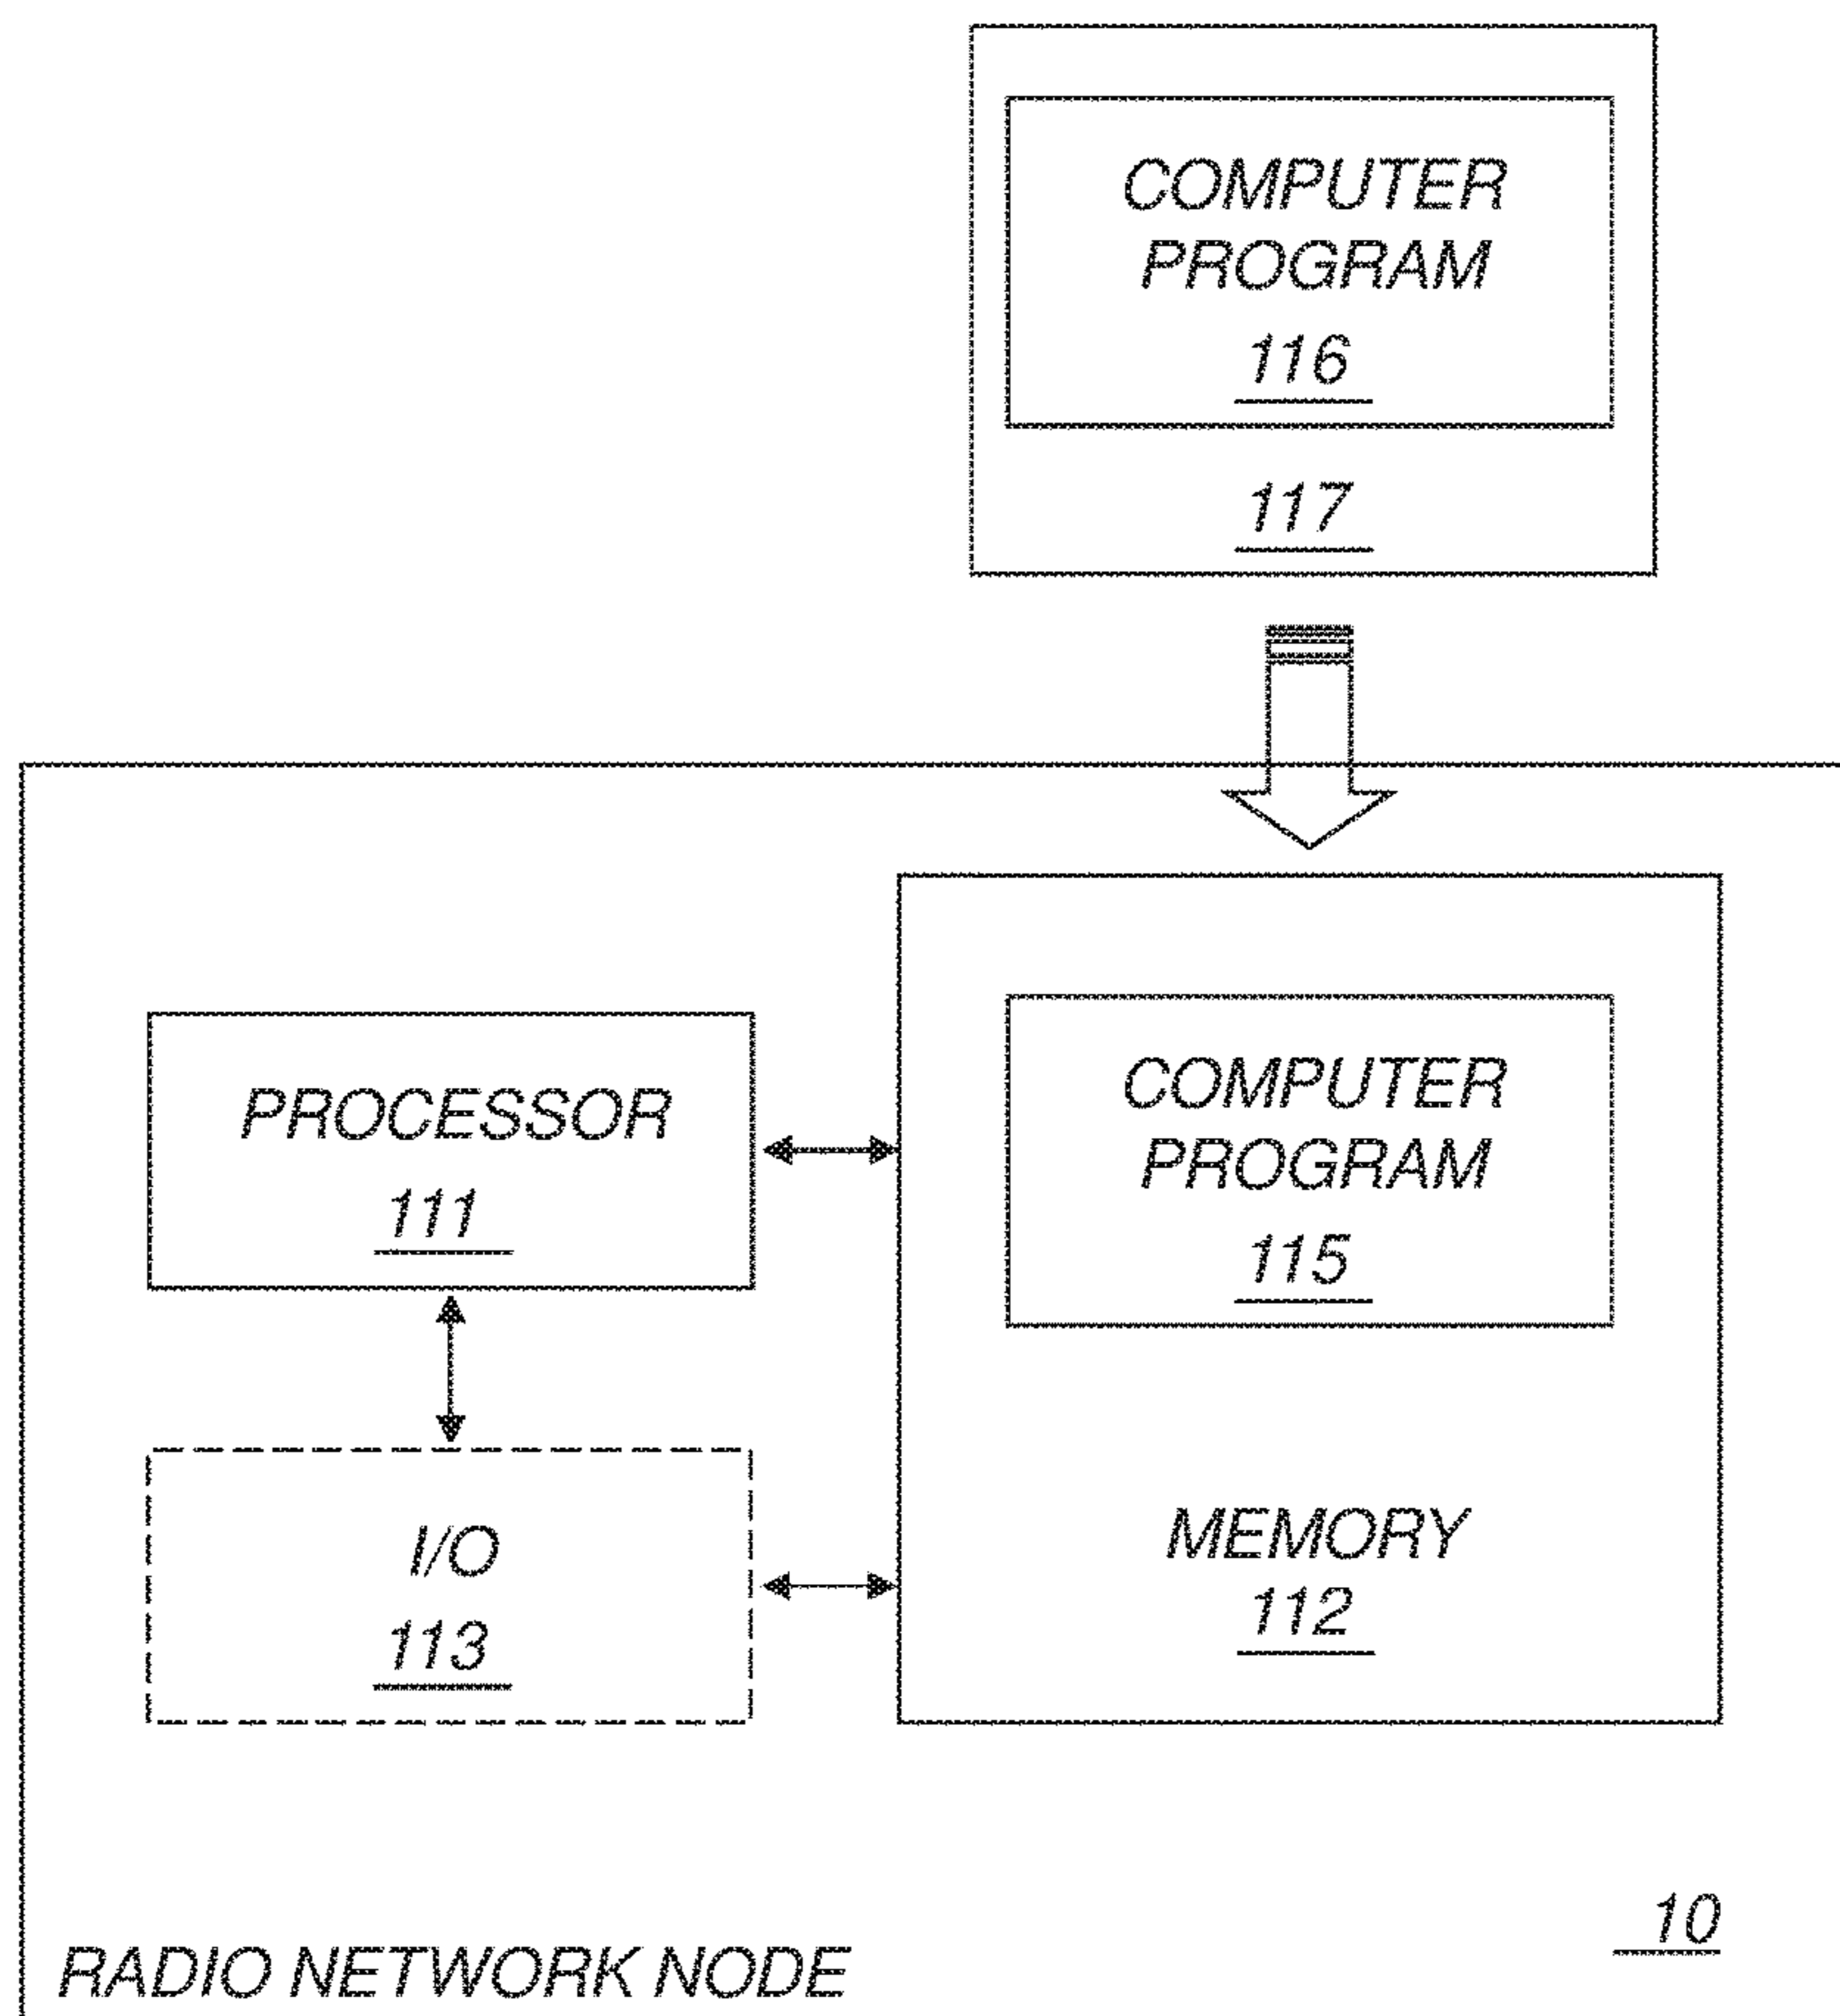 COMPUTER
PROGRAM
116
117
PROCESSOR
111
COMPUTER
PROGRAM
115
I/O
113
MEMORY
112
10
RADIO NETWORK NODE